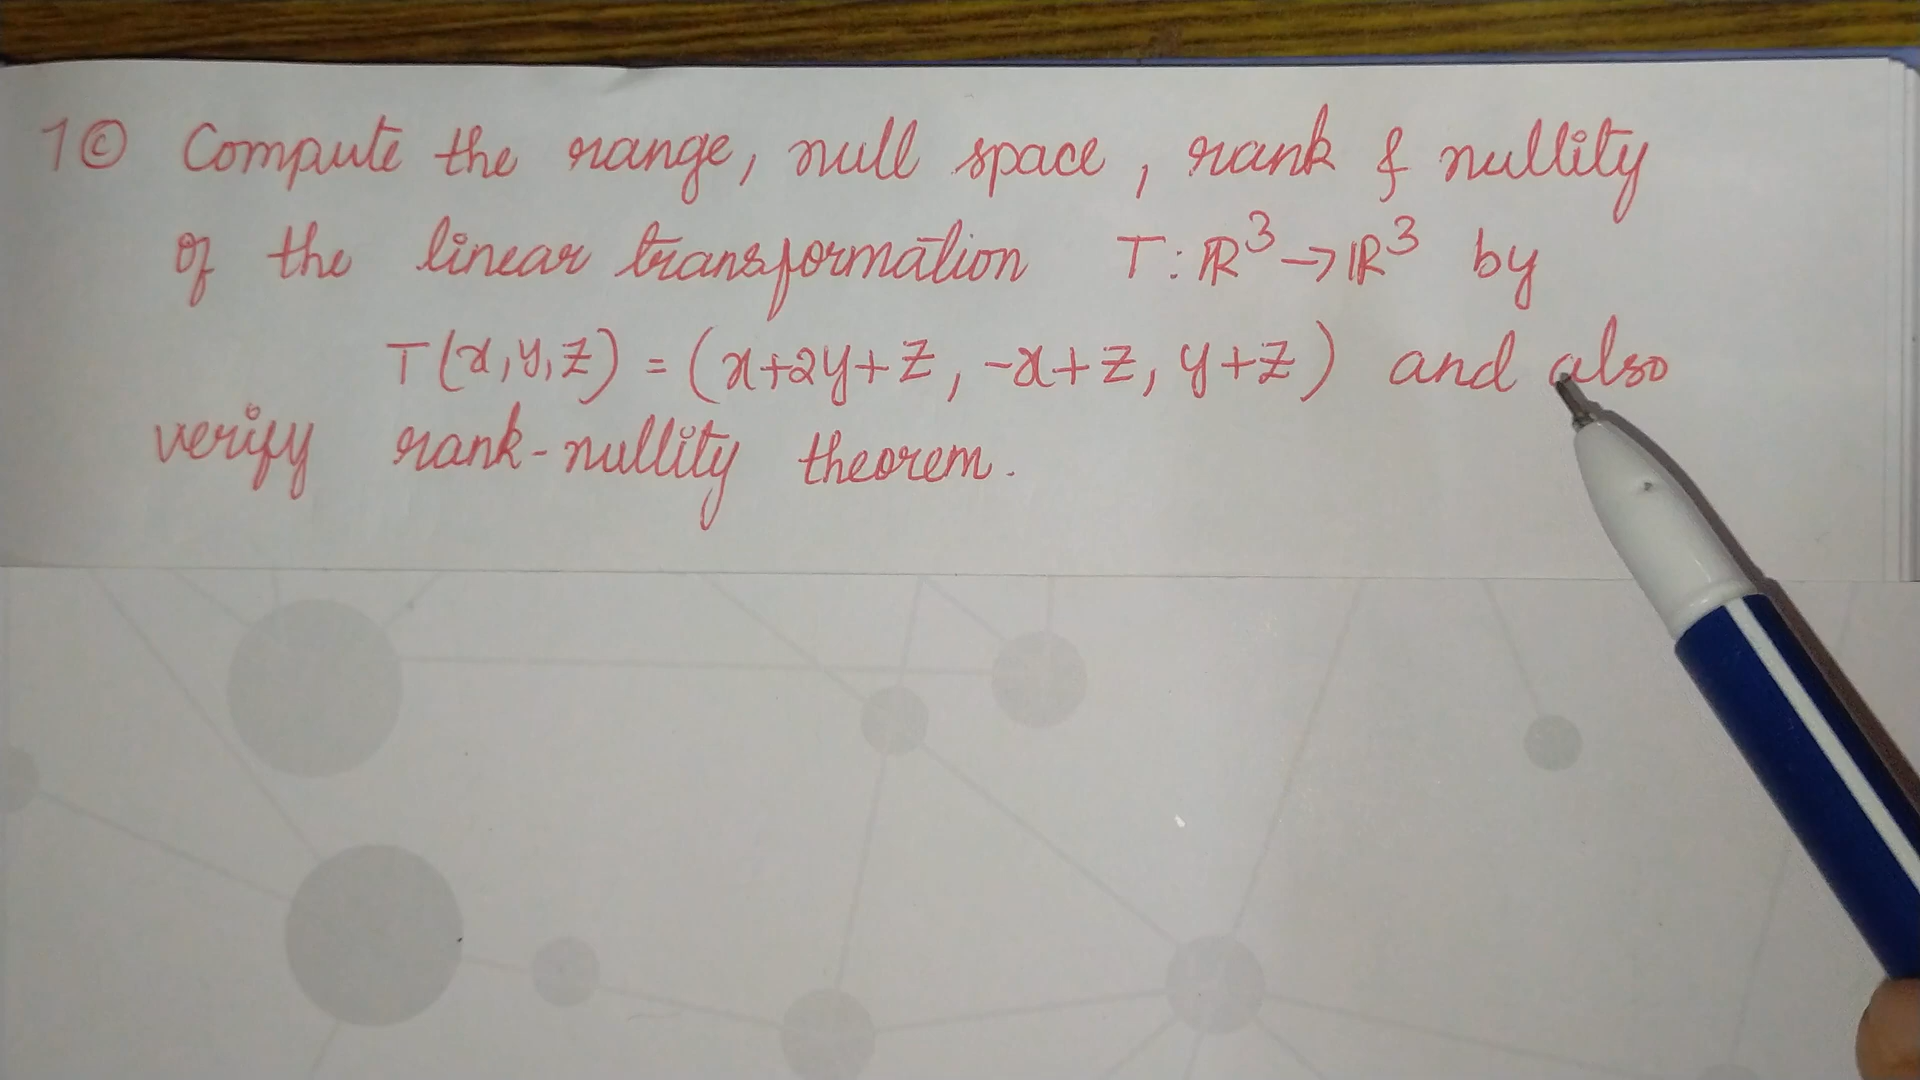 1© Compute the range, null space, rank & nullity
of the linear transformation T: ℝ³→ℝ³ by
T(x,y,z) = (x+2y+z, -x+z, y+z) and also
verify rank-nullity theorem.